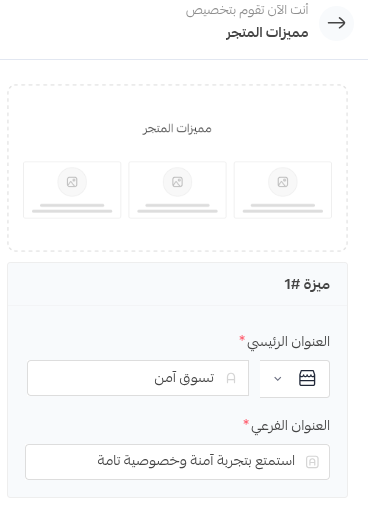 أنت الآن تقوم بتخصيص
مميزات المتجر
مميزات المتجر
ميزة #1
العنوان الرئيسي *
تسوق آمن
العنوان الفرعي *
استمتع بتجربة آمنة وخصوصية تامة